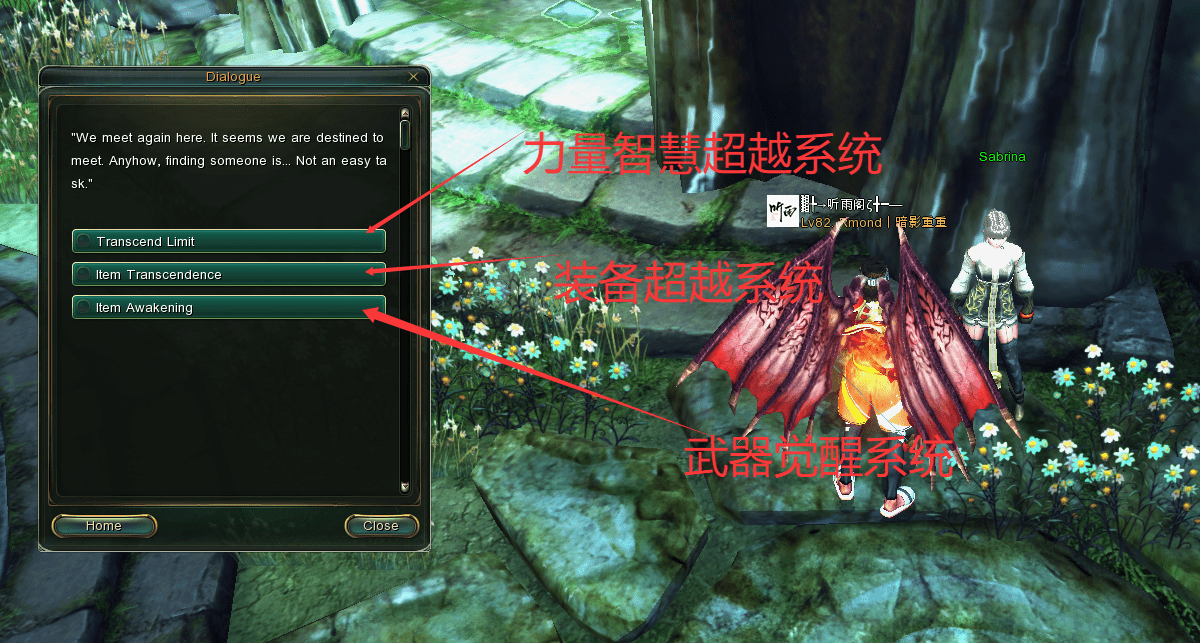 Dialogue
"We meet again here. It seems we are destined to
meet. Anyhow, finding someone is... Not an easy ta
sk."
Transcend Limit
Item Transcendence
Item Awakening
Home
Close
力量智慧超越系统
装备超越系统
武器觉醒系统
Sabrina
听雨
听雨阁
Lv82
暗影重重